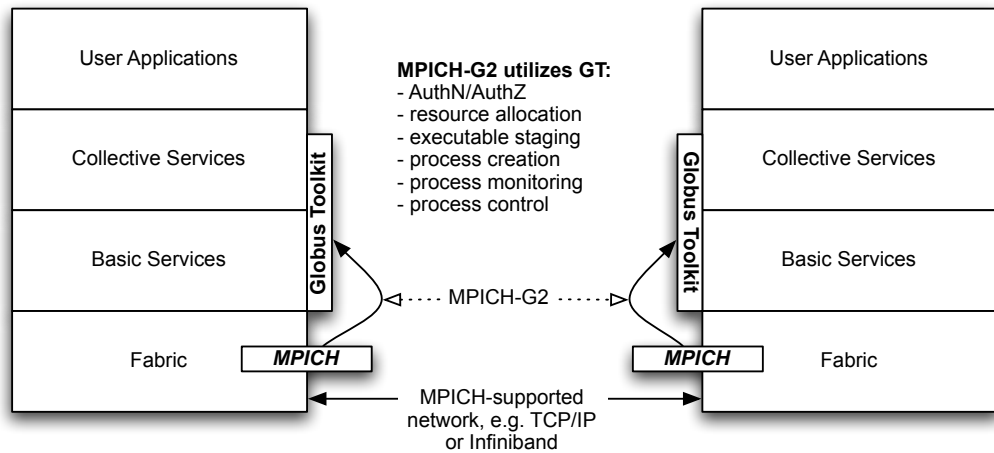 User Applications
Collective Services
Basic Services
Fabric
Globus Toolkit
MPICH
MPICH-G2 utilizes GT:
- AuthN/AuthZ
- resource allocation
- executable staging
- process creation
- process monitoring
- process control
MPICH-G2
MPICH-supported
network, e.g. TCP/IP
or Infiniband
User Applications
Collective Services
Basic Services
Fabric
Globus Toolkit
MPICH